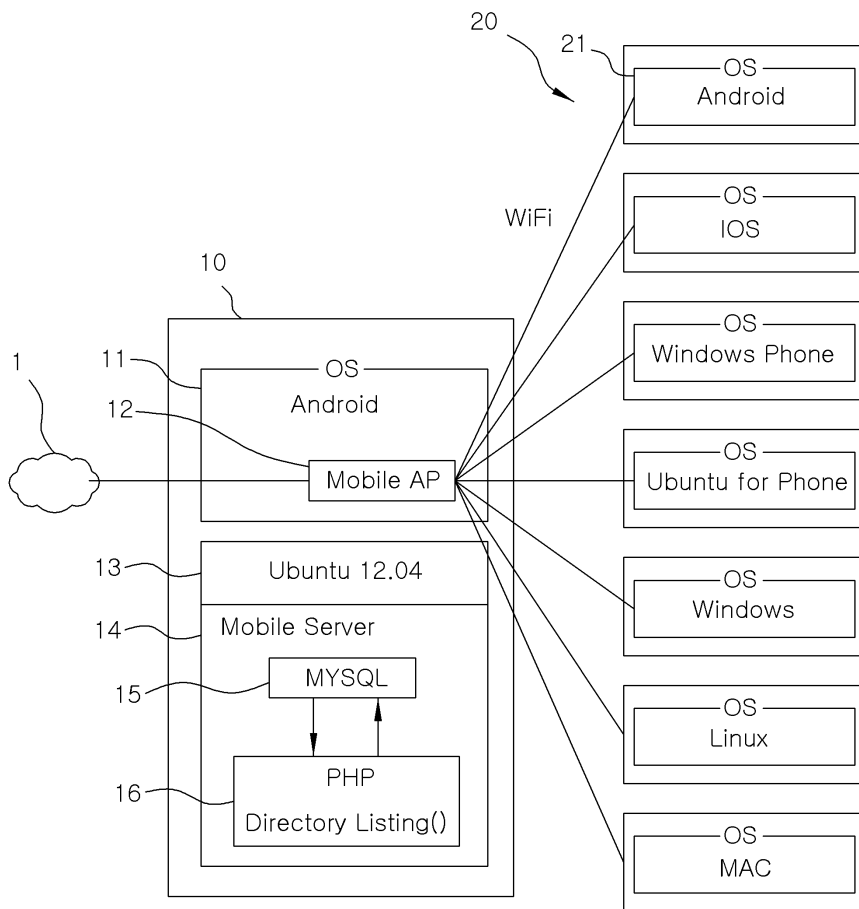 20
21
OS
Android
WiFi
OS
IOS
10
OS
Windows Phone
1
11
OS
Android
12
Mobile AP
OS
Ubuntu for Phone
13
Ubuntu 12.04
OS
Windows
14
Mobile Server
15
MYSQL
OS
Linux
16
PHP
Directory Listing()
OS
MAC